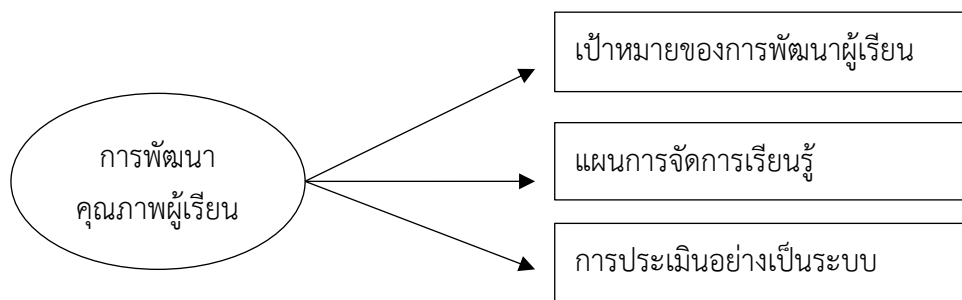 เป้าหมายของการพัฒนาผู้เรียน
การพัฒนา
คุณภาพผู้เรียน
แผนการจัดการเรียนรู้
การประเมินอย่างเป็นระบบ